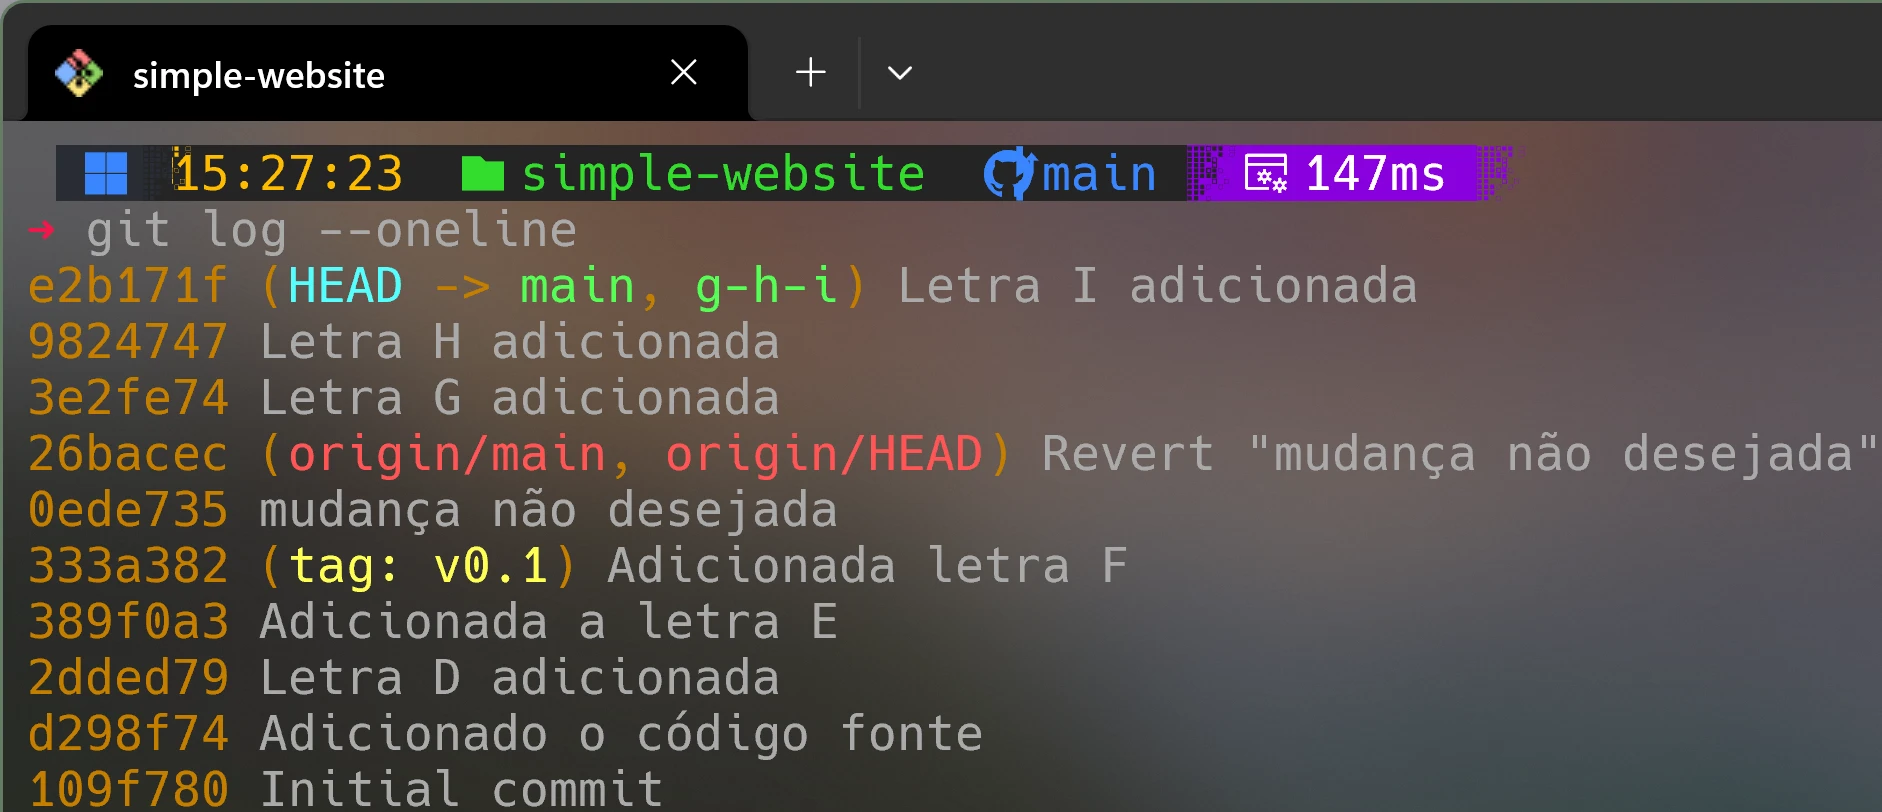 simple-website
15:27:23 simple-website main 147ms
➜ git log --oneline
e2b171f (HEAD -> main, g-h-i) Letra I adicionada
9824747 Letra H adicionada
3e2fe74 Letra G adicionada
26bacec (origin/main, origin/HEAD) Revert "mudança não desejada"
0ede735 mudança não desejada
333a382 (tag: v0.1) Adicionada letra F
389f0a3 Adicionada a letra E
2dded79 Letra D adicionada
d298f74 Adicionado o código fonte
109f780 Initial commit